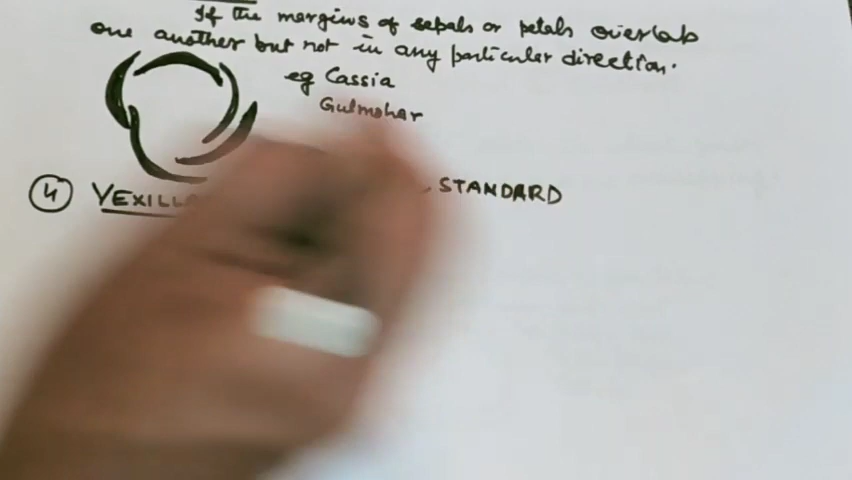 If the margins of sepals or petals overlab
one another but not in any particular direction.
eg Cassia
Gulmohar
4 VEXILL
STANDARD